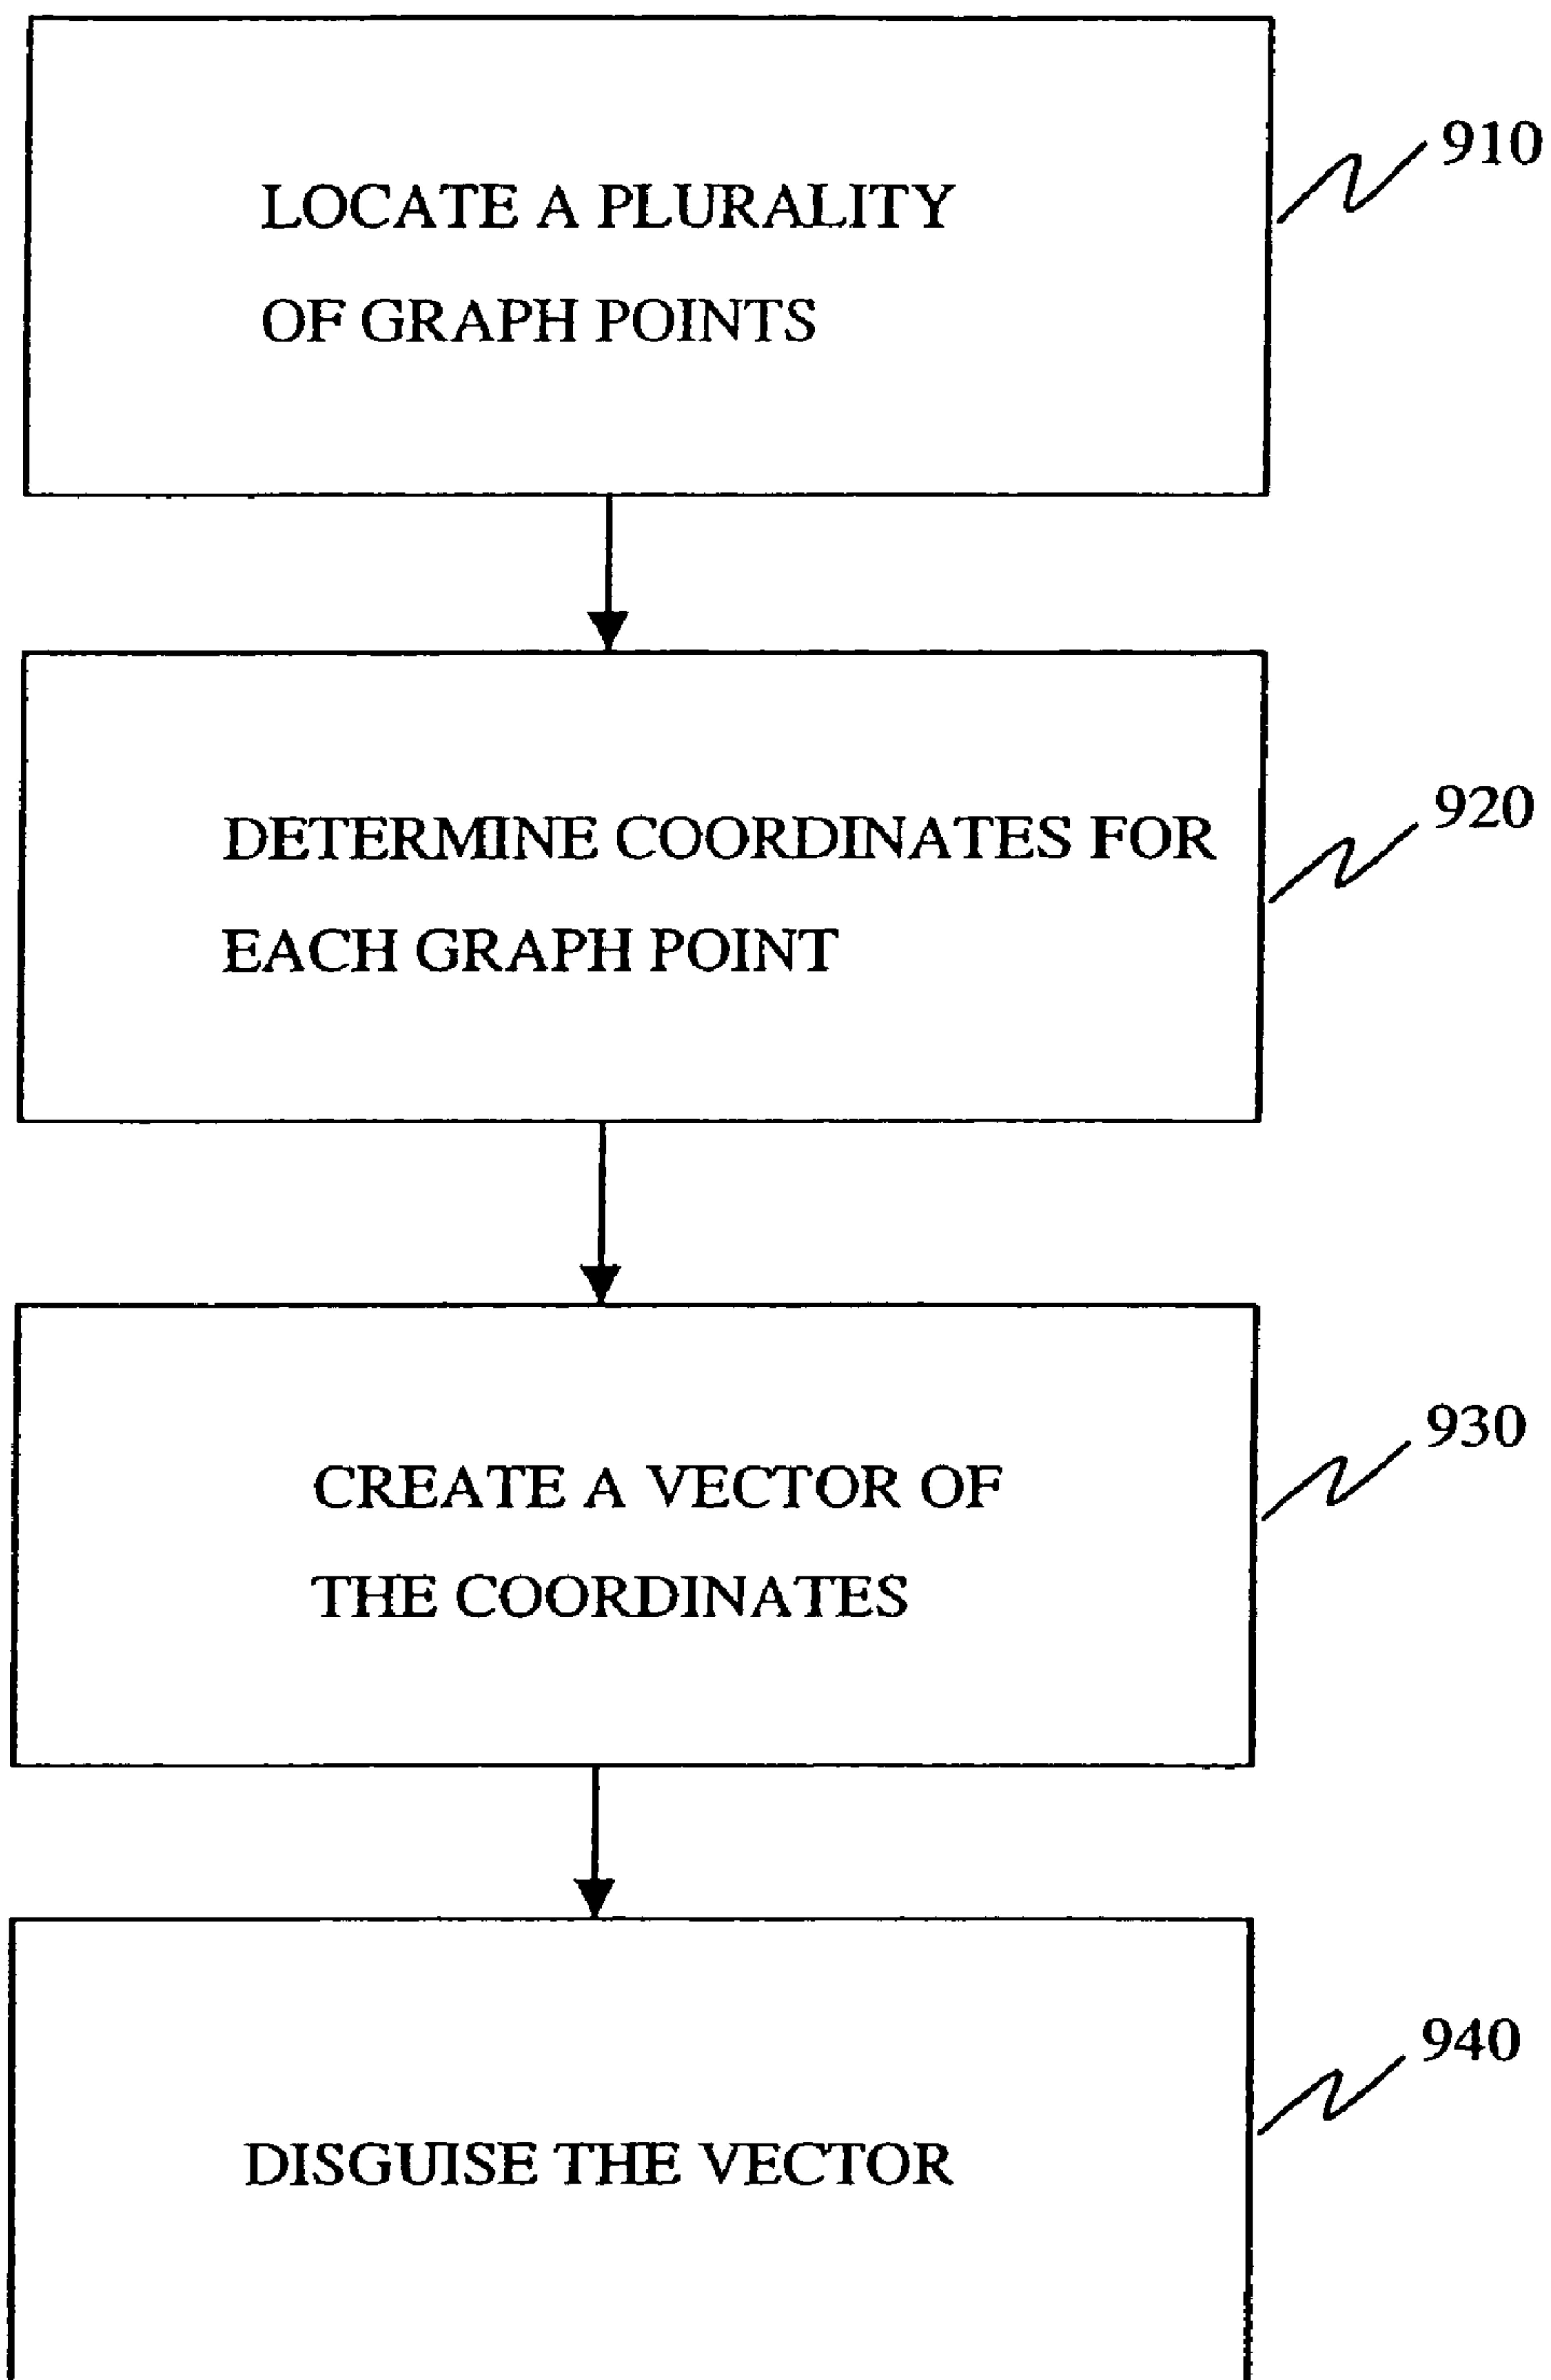 LOCATE A PLURALITY
OF GRAPH POINTS
910
DETERMINE COORDINATES FOR
EACH GRAPH POINT
920
CREATE A VECTOR OF
THE COORDINATES
930
DISGUISE THE VECTOR
940